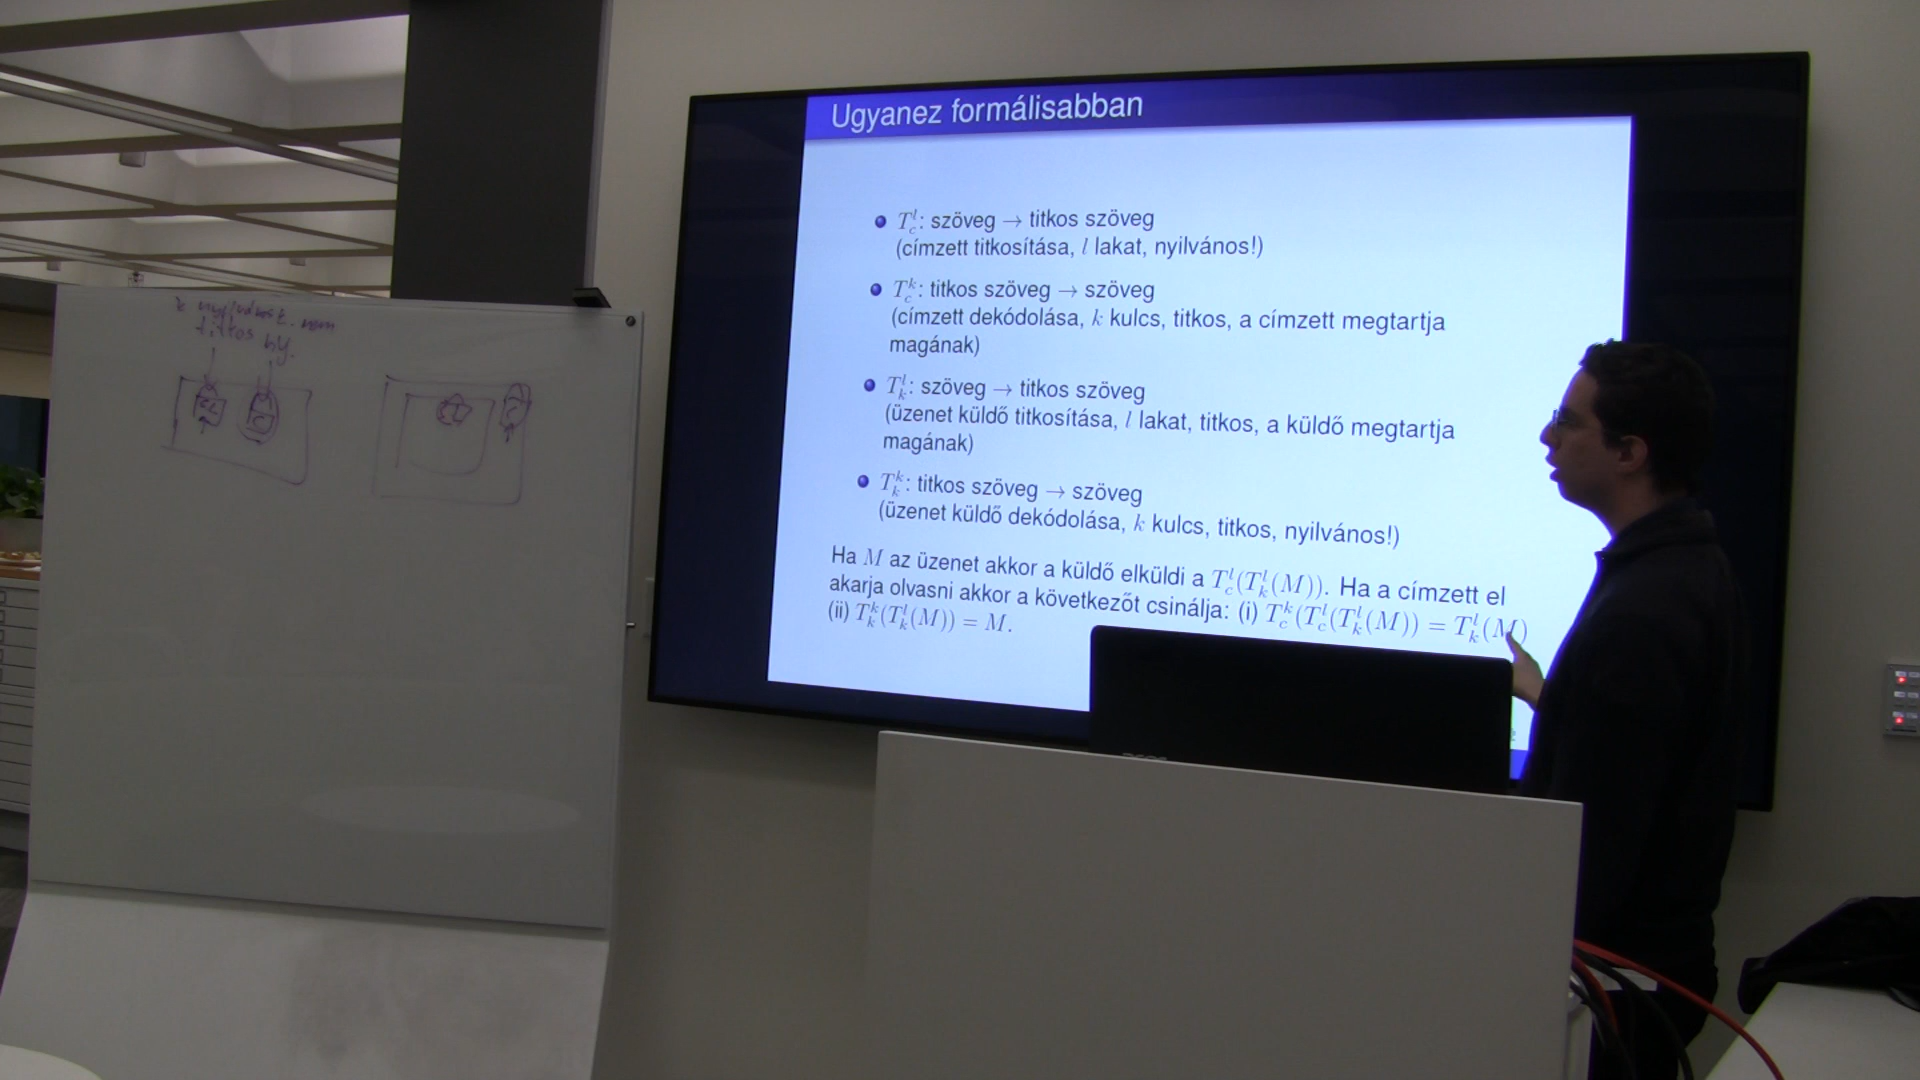 titkos ny.
Ugyanez formálisabban
T_c^l: szöveg → titkos szöveg
(címzett titkosítása, l lakat, nyilvános!)
T_c^k: titkos szöveg → szöveg
(címzett dekódolása, k kulcs, titkos, a címzett megtartja
magának)
T_k^l: szöveg → titkos szöveg
(üzenet küldő titkosítása, l lakat, titkos, a küldő megtartja
magának)
T_k^k: titkos szöveg → szöveg
(üzenet küldő dekódolása, k kulcs, titkos, nyilvános!)
Ha M az üzenet akkor a küldő elküldi a T_c^l(T_k^l(M)). Ha a címzett el
akarja olvasni akkor a következőt csinálja: (i) T_c^k(T_c^l(T_k^l(M)) = T_k^l(M)
(ii) T_k^k(T_k^l(M)) = M.